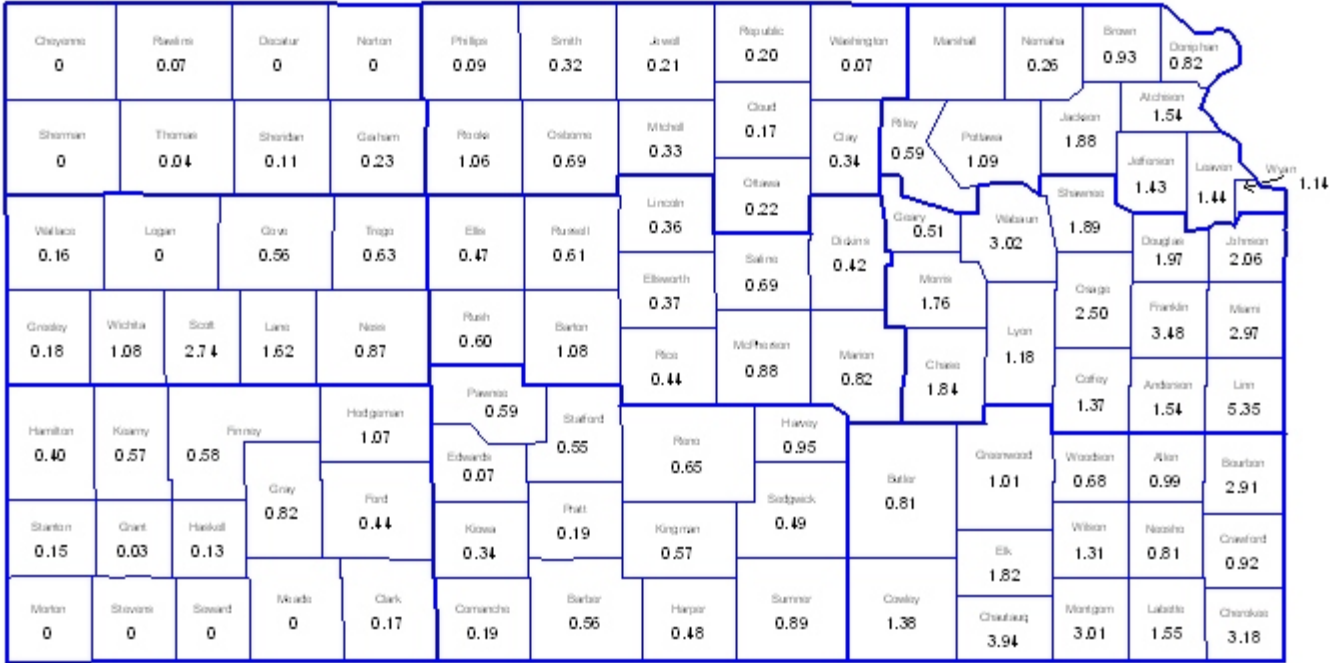 Cheyenne Rawlins Decatur Norton Phillips Smith Jewell Republic Washington Marshall Nemaha Brown Doniphan
0 0.07 0 0 0.09 0.32 0.21 0.20 0.07 0.26 0.93 0.82
Cloud Atchison
0.17 1.54
Sherman Thomas Sheridan Graham Rooks Osborne Mitchell Clay Riley Pottawa Jackson
0 0.04 0.11 0.23 1.06 0.69 0.33 0.34 0.59 1.09 1.88
Jefferson Leaven Wyan
1.43 1.44 1.14
Ottawa
0.22
Lincoln Geary Wabaun Shawnee
0.36 0.51 3.02 1.89
Wallace Logan Gove Trego Ellis Russell Dickins Douglas Johnson
0.16 0 0.56 0.63 0.47 0.61 0.42 1.97 2.06
Ellsworth Saline Morris Osage
0.37 0.69 1.76 2.50
Greeley Wichita Scott Lane Ness Rush Barton Lyon Franklin Miami
0.18 1.08 2.74 1.62 0.87 0.60 1.08 1.18 3.48 2.97
Rice McPherson Marion Chase
0.44 0.88 0.82 1.84
Coffey Anderson Linn
1.37 1.54 5.35
Pawnee
0.59
Hamilton Kearny Finney Hodgeman Stafford Reno Harvey
0.40 0.57 0.58 1.07 0.55 0.65 0.95
Edwards Greenwood Woodson Allen Bourbon
0.07 1.01 0.68 0.99 2.91
Gray Ford Pratt Sedgwick Butler
0.82 0.44 0.19 0.49 0.81
Stanton Grant Haskell Kiowa Kingman Wilson Neosho Crawford
0.15 0.03 0.13 0.34 0.57 1.31 0.81 0.92
Elk
1.82
Morton Stevens Seward Meade Clark Comanche Barber Harper Sumner Cowley Chautauq Montgom Labette Cherokee
0 0 0 0 0.17 0.19 0.56 0.48 0.89 1.38 3.94 3.01 1.55 3.18